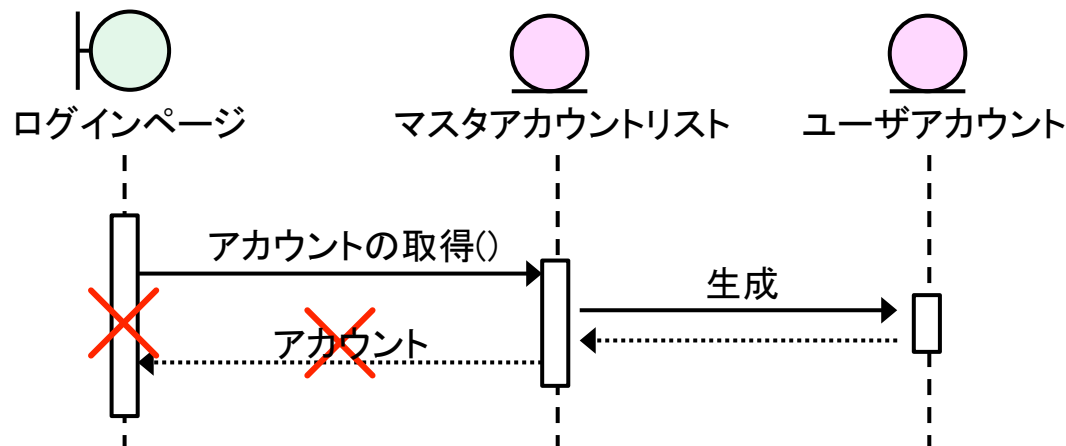 ログインページ
マスタアカウントリスト
ユーザアカウント
アカウントの取得()
生成
アカウント